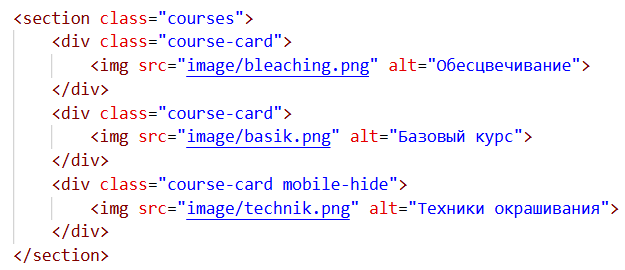 <section class="courses">
<div class="course-card">
<img src="image/bleaching.png" alt="Обесцвечивание">
</div>
<div class="course-card">
<img src="image/basik.png" alt="Базовый курс">
</div>
<div class="course-card mobile-hide">
<img src="image/technik.png" alt="Техники окрашивания">
</div>
</section>